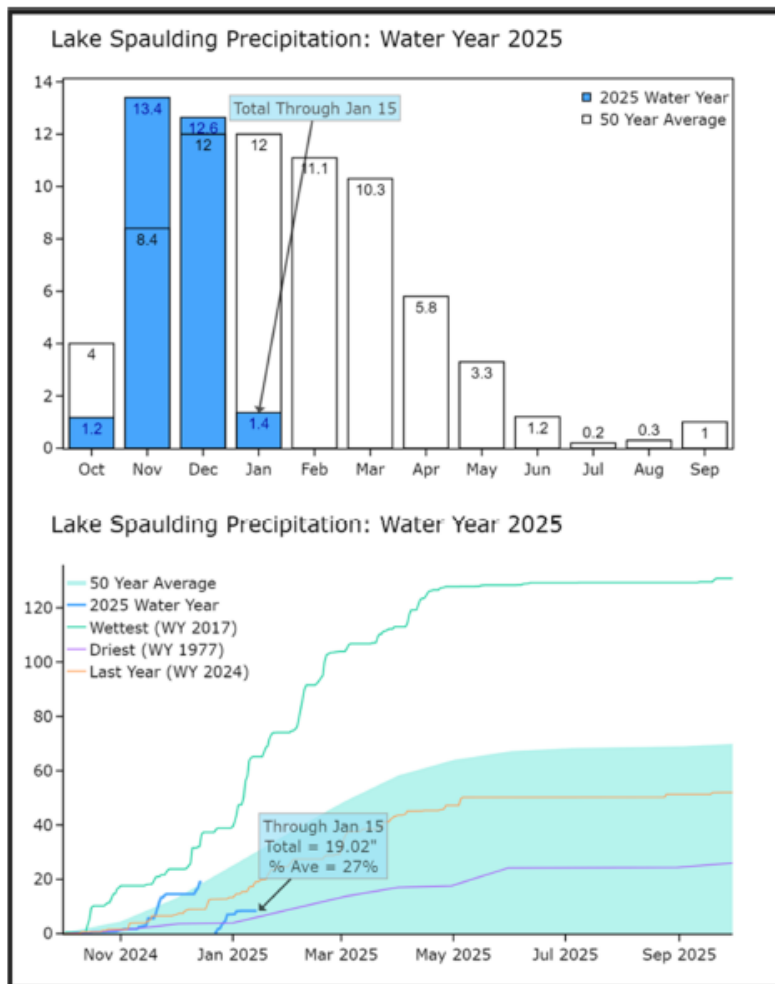 Lake Spaulding Precipitation: Water Year 2025
14
12
10
8
6
4
2
0
Total Through Jan 15
2025 Water Year
50 Year Average
13.4
12.6
12
12
11.1
10.3
8.4
5.8
4
3.3
1.2
1.4
1.2
0.2
0.3
1
Oct Nov Dec Jan Feb Mar Apr May Jun Jul Aug Sep
Lake Spaulding Precipitation: Water Year 2025
50 Year Average
2025 Water Year
Wettest (WY 2017)
Driest (WY 1977)
Last Year (WY 2024)
120
100
80
60
40
20
0
Through Jan 15
Total = 19.02"
% Ave = 27%
Nov 2024 Jan 2025 Mar 2025 May 2025 Jul 2025 Sep 2025